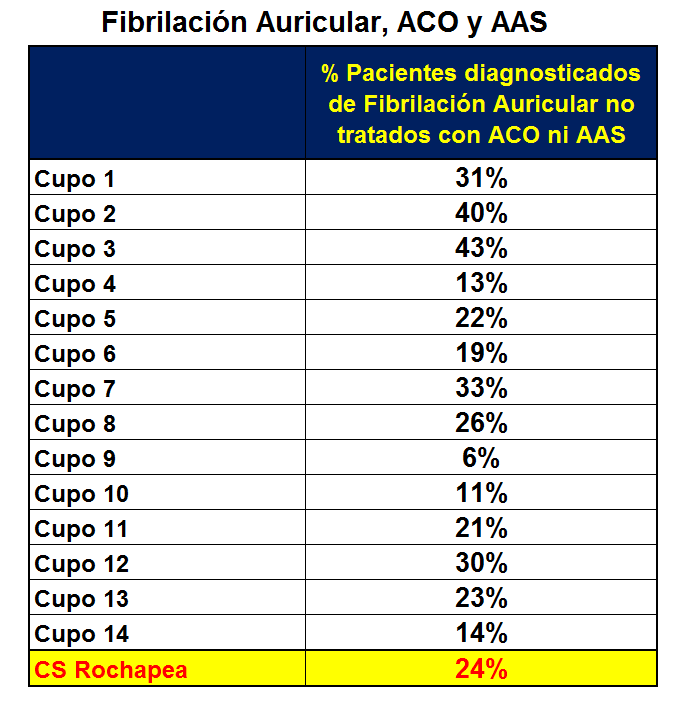 Fibrilación Auricular, ACO y AAS
% Pacientes diagnosticados
de Fibrilación Auricular no
tratados con ACO ni AAS
Cupo 1 31%
Cupo 2 40%
Cupo 3 43%
Cupo 4 13%
Cupo 5 22%
Cupo 6 19%
Cupo 7 33%
Cupo 8 26%
Cupo 9 6%
Cupo 10 11%
Cupo 11 21%
Cupo 12 30%
Cupo 13 23%
Cupo 14 14%
CS Rochapea 24%